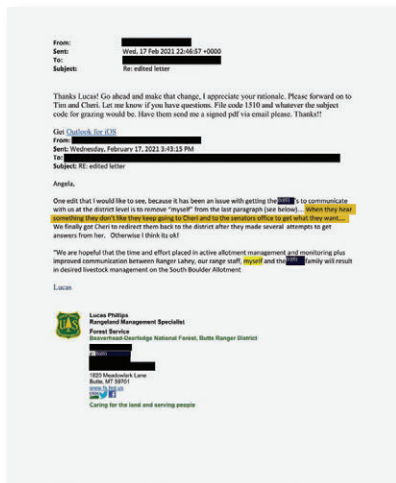 From:
Sent: Wed, 17 Feb 2021 22:46:57 +0000
To:
Subject: Re: edited letter
Thanks Lucas! Go ahead and make that change, I appreciate your rationale. Please forward on to
Tim and Cheri. Let me know if you have questions. File code 1510 and whatever the subject
code for grazing would be. Have them send me a signed pdf via email please. Thanks!!
Get Outlook for iOS
From:
Sent: Wednesday, February 17, 2021 3:43:15 PM
To:
Subject: RE: edited letter
Angela,
One edit that I would like to see, because it has been an issue with getting the 's to communicate
with us at the district level is to remove "myself" from the last paragraph (see below)… When they hear
something they don't like they keep going to Cheri and to the senators office to get what they want….
We finally got Cheri to redirect them back to the district after they made several attempts to get
answers from her. Otherwise I think its ok!
"We are hopeful that the time and effort placed in active allotment management and monitoring plus
improved communication between Ranger Lahey, our range staff, myself and the family will result
in desired livestock management on the South Boulder Allotment
Lucas
Lucas Phillips
Rangeland Management Specialist
Forest Service
Beaverhead-Deerlodge National Forest, Butte Ranger District
1820 Meadowlark Lane
Butte, MT 59701
www.fs.fed.us
Caring for the land and serving people